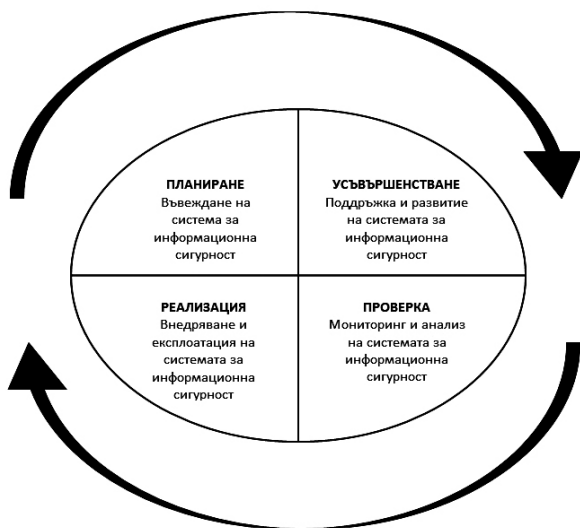 ПЛАНИРАНЕ
Въвеждане на
система за
информационна
сигурност
УСЪВЪРШЕНСТВАНЕ
Поддръжка и развитие
на системата за
информационна
сигурност
РЕАЛИЗАЦИЯ
Внедряване и
експлоатация на
системата за
информационна
сигурност
ПРОВЕРКА
Мониторинг и анализ
на системата за
информационна
сигурност